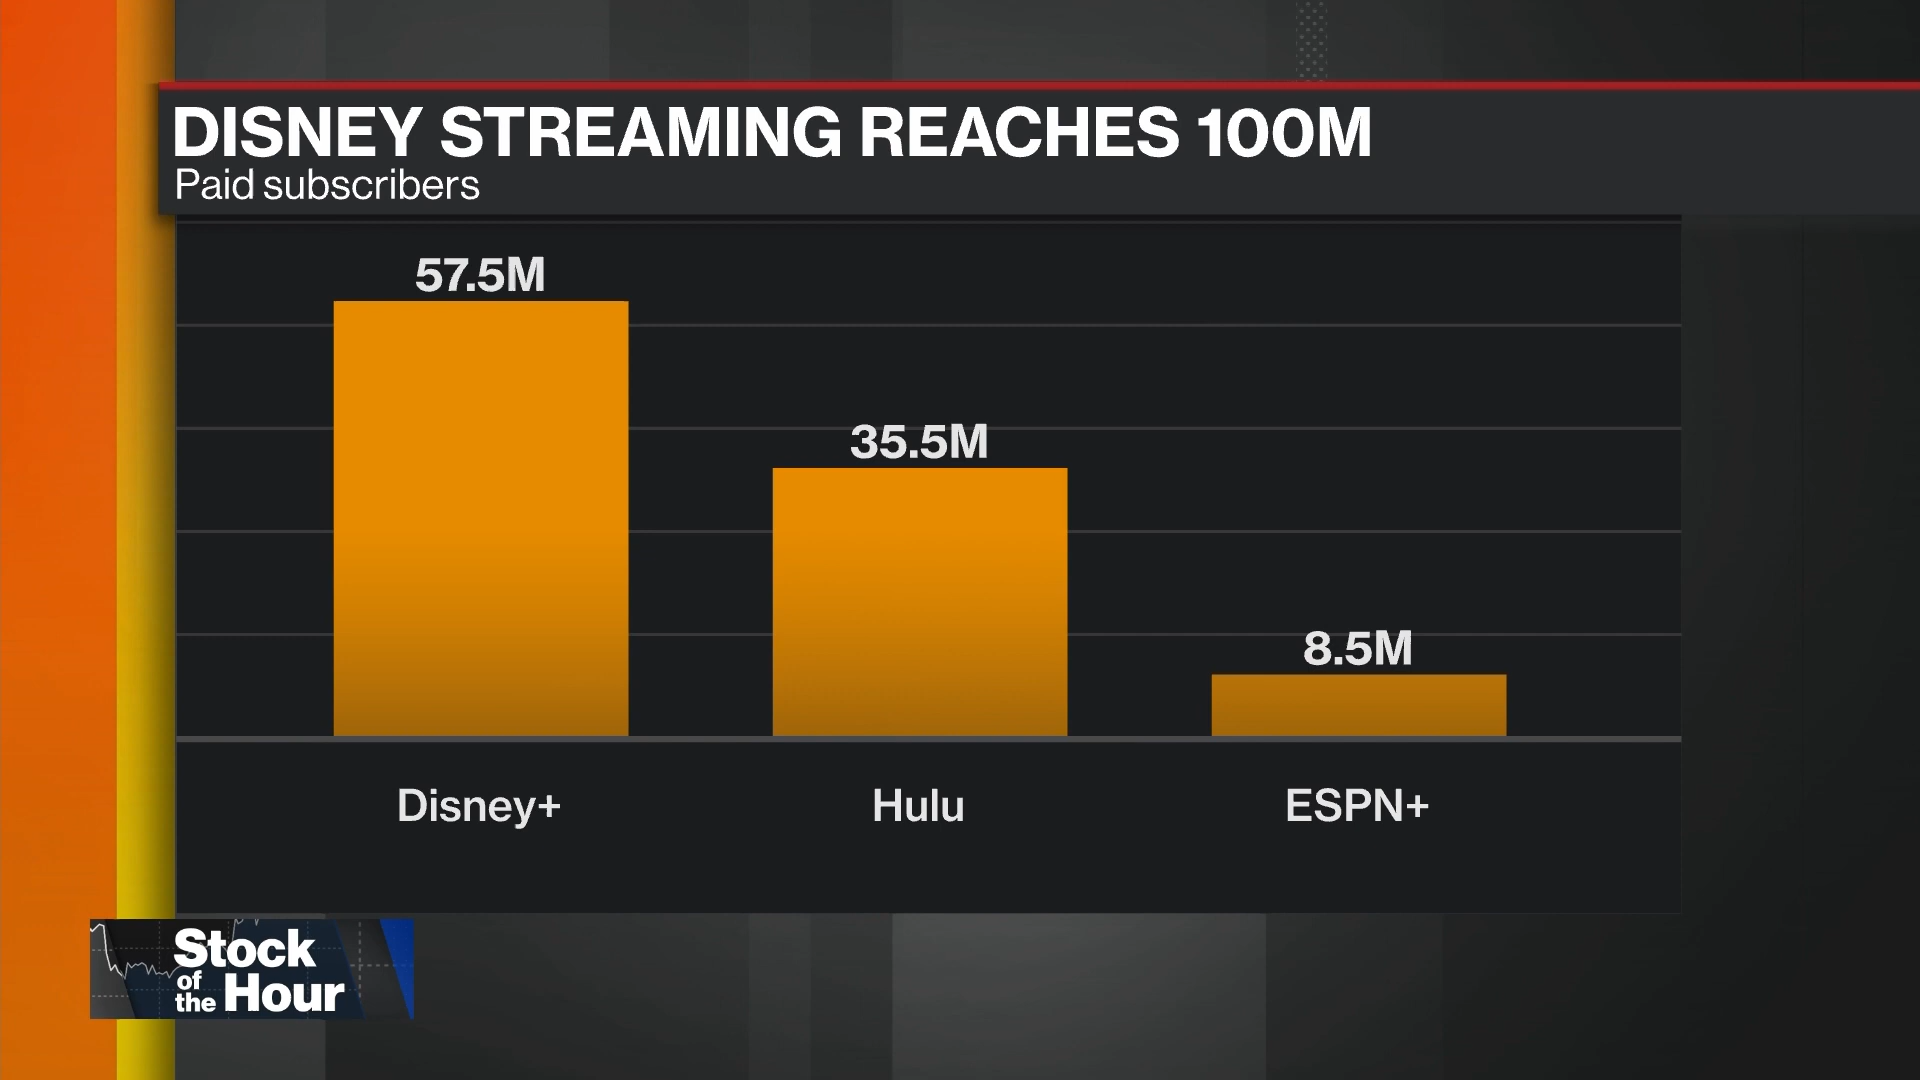 DISNEY STREAMING REACHES 100M
Paid subscribers
57.5M
35.5M
8.5M
Disney+
Hulu
ESPN+
Stock
of
the Hour